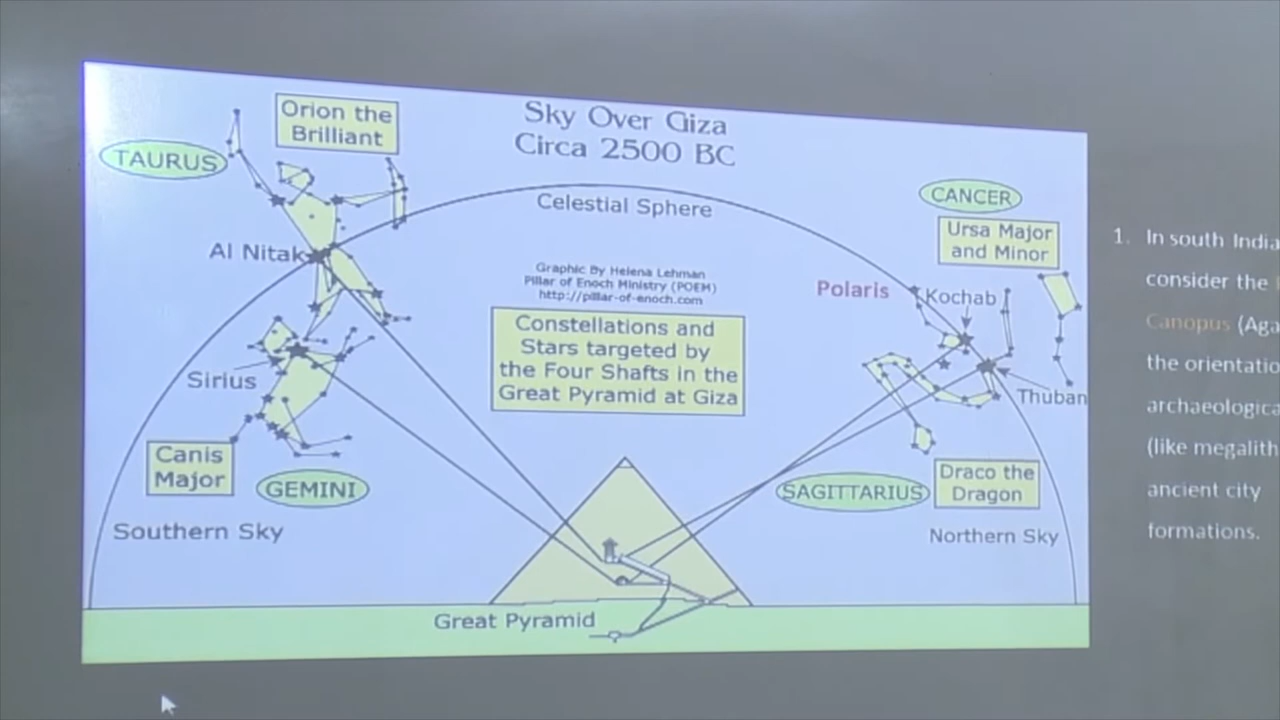 Sky Over Giza
Circa 2500 BC
Orion the
Brilliant
TAURUS
Celestial Sphere
CANCER
Ursa Major
and Minor
Al Nitak
Graphic By Helena Lehman
Pillar of Enoch Ministry (POEM)
http://pillar-of-enoch.com
Polaris
Kochab
Constellations and
Stars targeted by
the Four Shafts in the
Great Pyramid at Giza
Sirius
Thuban
Canis
Major
GEMINI
SAGITTARIUS
Draco the
Dragon
Southern Sky
Northern Sky
Great Pyramid
1. In south India
consider the
Canopus (Aga
the orientatio
archaeologica
(like megalith
ancient city
formations.